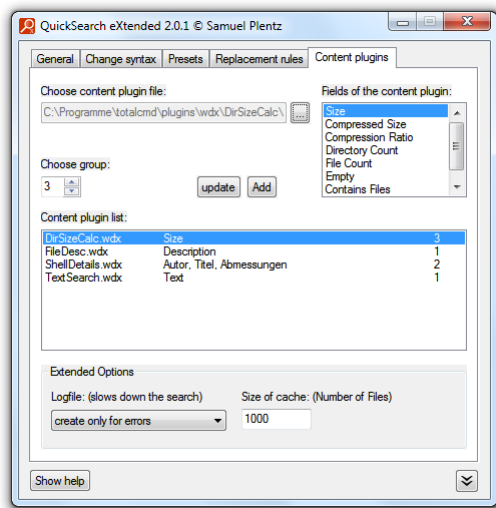 QuickSearch eXtended 2.0.1 © Samuel Plentz
General Change syntax Presets Replacement rules Content plugins
Choose content plugin file: Fields of the content plugin:
C:\Programme\totalcmd\plugins\wdx\DirSizeCalc\ ...
Size
Compressed Size
Compression Ratio
Directory Count
File Count
Empty
Contains Files
Choose group:
3 update Add
Content plugin list:
DirSizeCalc.wdx Size 3
FileDesc.wdx Description 1
ShellDetails.wdx Autor, Titel, Abmessungen 2
TextSearch.wdx Text 1
Extended Options
Logfile: (slows down the search) Size of cache: (Number of Files)
create only for errors 1000
Show help